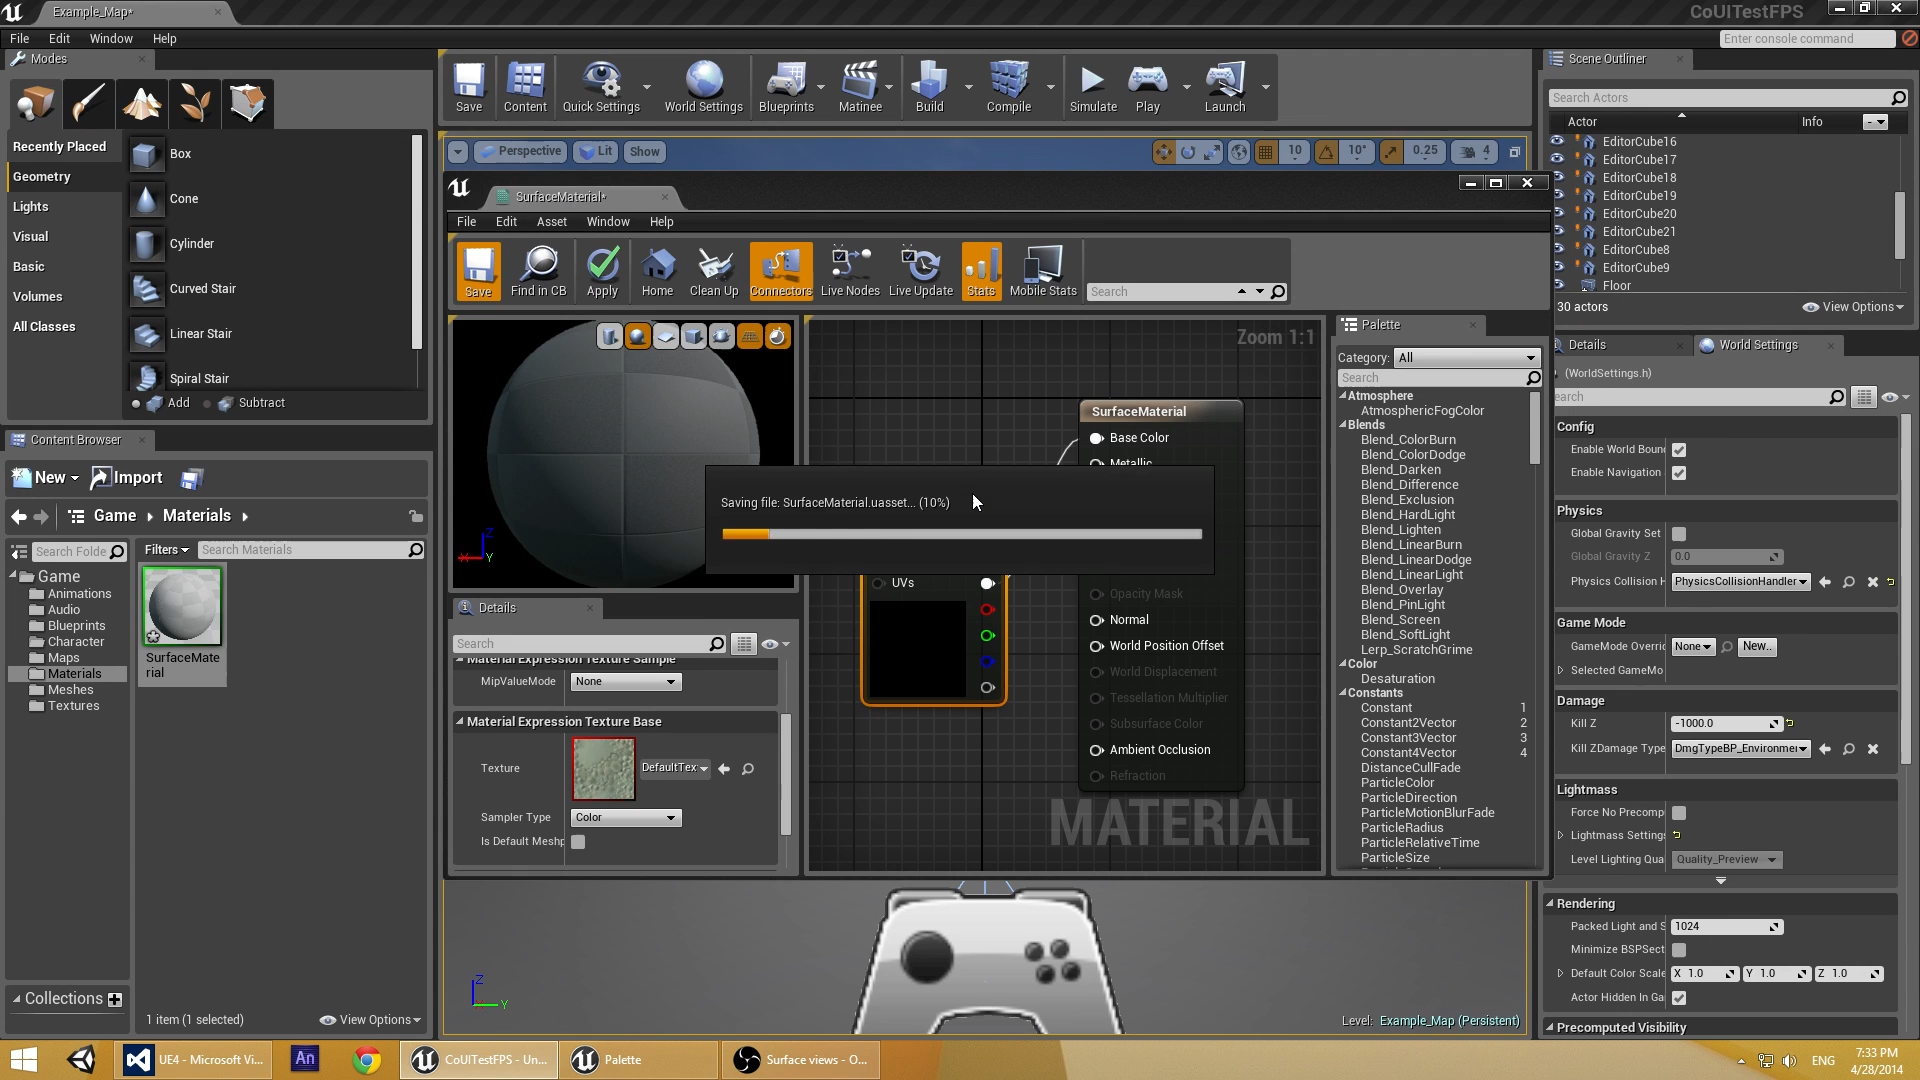 Example_Map*
CoUITestFPS
File Edit Window Help
Enter console command
Modes
Recently Placed
Geometry
Lights
Visual
Basic
Volumes
All Classes
Box
Cone
Cylinder
Curved Stair
Linear Stair
Spiral Stair
Add Subtract
Save Content Quick Settings World Settings Blueprints Matinee Build Compile Simulate Play Launch
Perspective Lit Show
10 10° 0.25 4
Scene Outliner
Search Actors
Actor Info
EditorCube16
EditorCube17
EditorCube18
EditorCube19
EditorCube20
EditorCube21
EditorCube8
EditorCube9
Floor
30 actors View Options
SurfaceMaterial*
File Edit Asset Window Help
Save Find in CB Apply Home Clean Up Connectors Live Nodes Live Update Stats Mobile Stats Search
Zoom 1:1
SurfaceMaterial
Base Color
Metallic
Saving file: SurfaceMaterial.uasset... (10%)
UVs
Opacity Mask
Normal
World Position Offset
World Displacement
Tessellation Multiplier
Subsurface Color
Ambient Occlusion
Refraction
MATERIAL
Z
X
Y
Details
Search
Material Expression Texture Sample
MipValueMode None
Material Expression Texture Base
Texture DefaultTex
Sampler Type Color
Is Default Meshp
Palette
Category: All
Search
Atmosphere
AtmosphericFogColor
Blends
Blend_ColorBurn
Blend_ColorDodge
Blend_Darken
Blend_Difference
Blend_Exclusion
Blend_HardLight
Blend_Lighten
Blend_LinearBurn
Blend_LinearDodge
Blend_LinearLight
Blend_Overlay
Blend_PinLight
Blend_Screen
Blend_SoftLight
Lerp_ScratchGrime
Color
Desaturation
Constants
Constant 1
Constant2Vector 2
Constant3Vector 3
Constant4Vector 4
DistanceCullFade
ParticleColor
ParticleDirection
ParticleMotionBlurFade
ParticleRadius
ParticleRelativeTime
ParticleSize
Details World Settings
(WorldSettings.h)
earch
Config
Enable World Boun
Enable Navigation
Physics
Global Gravity Set
Global Gravity Z 0.0
Physics Collision H PhysicsCollisionHandler
Game Mode
GameMode Overric None New..
Selected GameMo
Damage
Kill Z -1000.0
Kill ZDamage Type DmgTypeBP_Environmer
Lightmass
Force No Precomp
Lightmass Settings
Level Lighting Qua Quality_Preview
Rendering
Packed Light and S 1024
Minimize BSPSect
Default Color Scale X 1.0 Y 1.0 Z 1.0
Actor Hidden In Ga
Precomputed Visibility
Content Browser
New Import
Game Materials
Search Folde
Filters Search Materials
Game
Animations
Audio
Blueprints
Character
Maps
Materials
Meshes
Textures
SurfaceMate
rial
Collections
1 item (1 selected) View Options
Z
Y
Level: Example_Map (Persistent)
UE4 - Microsoft Vi... An CoUITestFPS - Un... Palette Surface views - O...
ENG
7:33 PM
4/28/2014